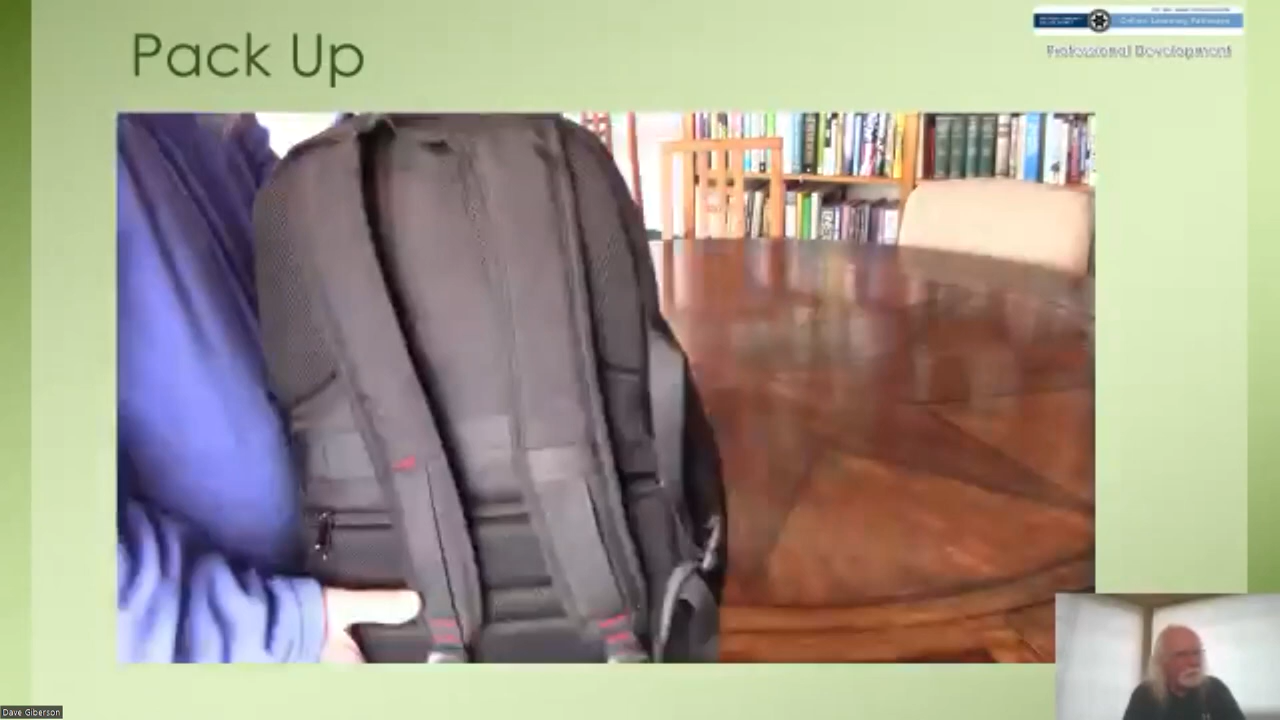 Pack Up
Online Learning Pathways
Professional Development
Dave Giberson